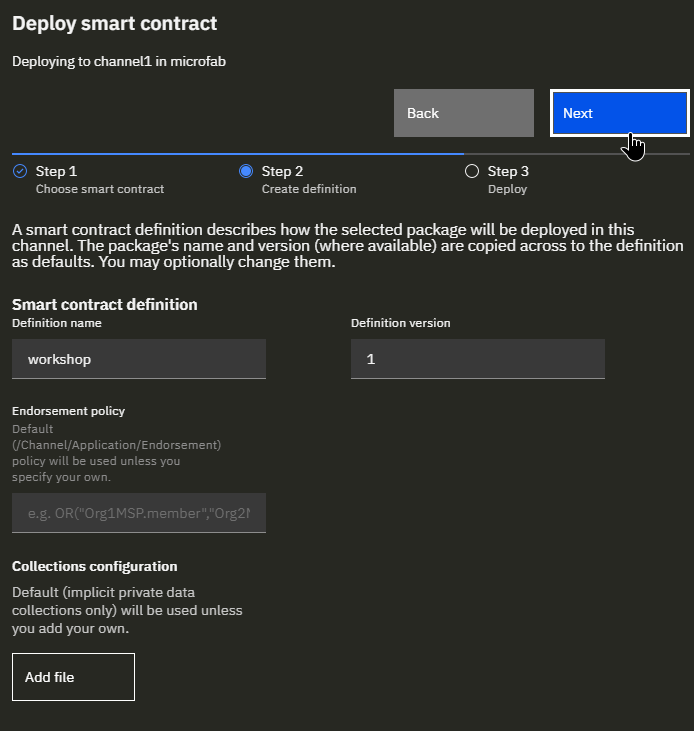 Deploy smart contract
Deploying to channel1 in microfab
Back
Next
Step 1
Choose smart contract
Step 2
Create definition
Step 3
Deploy
A smart contract definition describes how the selected package will be deployed in this
channel. The package's name and version (where available) are copied across to the definition
as defaults. You may optionally change them.
Smart contract definition
Definition name
workshop
Definition version
1
Endorsement policy
Default
(/Channel/Application/Endorsement)
policy will be used unless you
specify your own.
e.g. OR("Org1MSP.member","Org2M
Collections configuration
Default (implicit private data
collections only) will be used unless
you add your own.
Add file